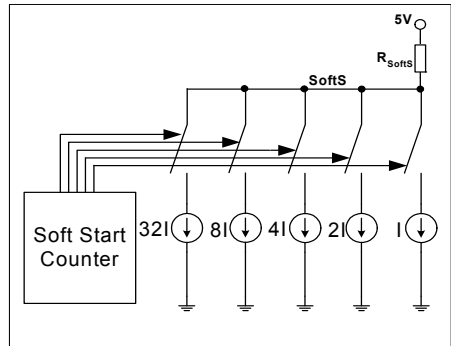 5V
RSoftS
SoftS
Soft Start
Counter
32I
8I
4I
2I
I